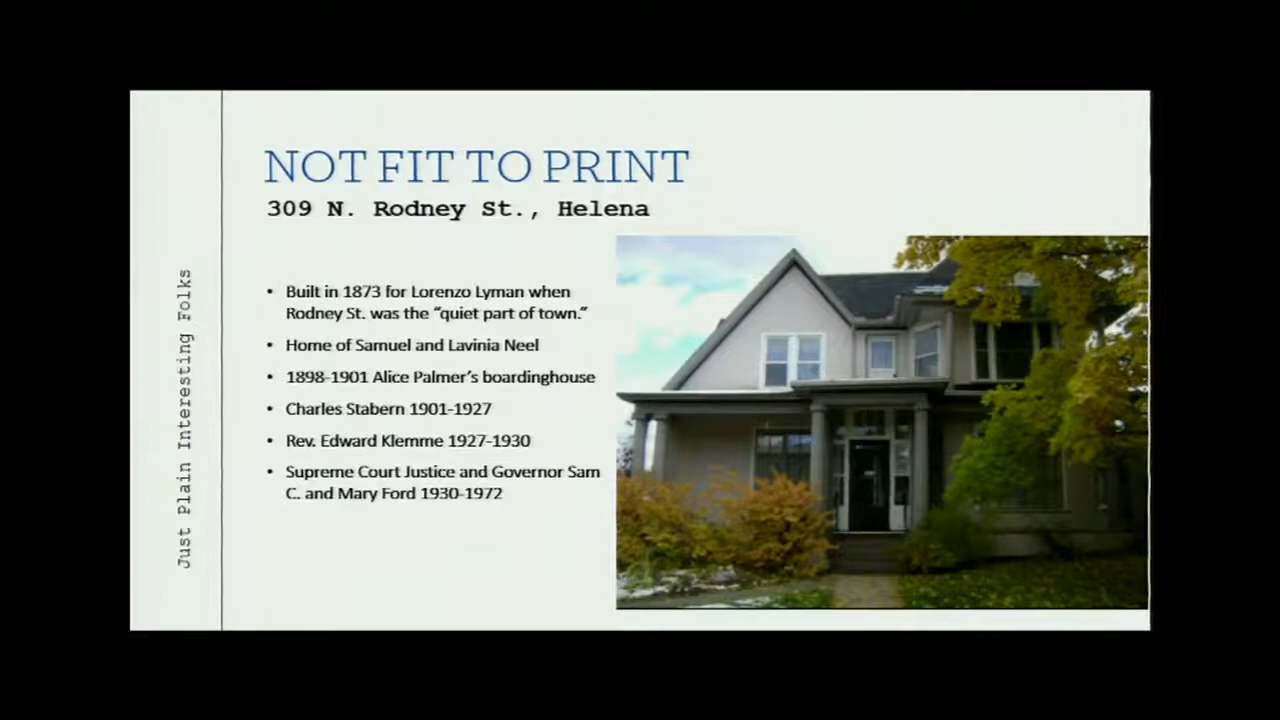 NOT FIT TO PRINT
309 N. Rodney St., Helena
Just Plain Interesting Folks
• Built in 1873 for Lorenzo Lyman when
Rodney St. was the “quiet part of town.”
• Home of Samuel and Lavinia Neel
• 1898-1901 Alice Palmer’s boardinghouse
• Charles Stabern 1901-1927
• Rev. Edward Klemme 1927-1930
• Supreme Court Justice and Governor Sam
C. and Mary Ford 1930-1972